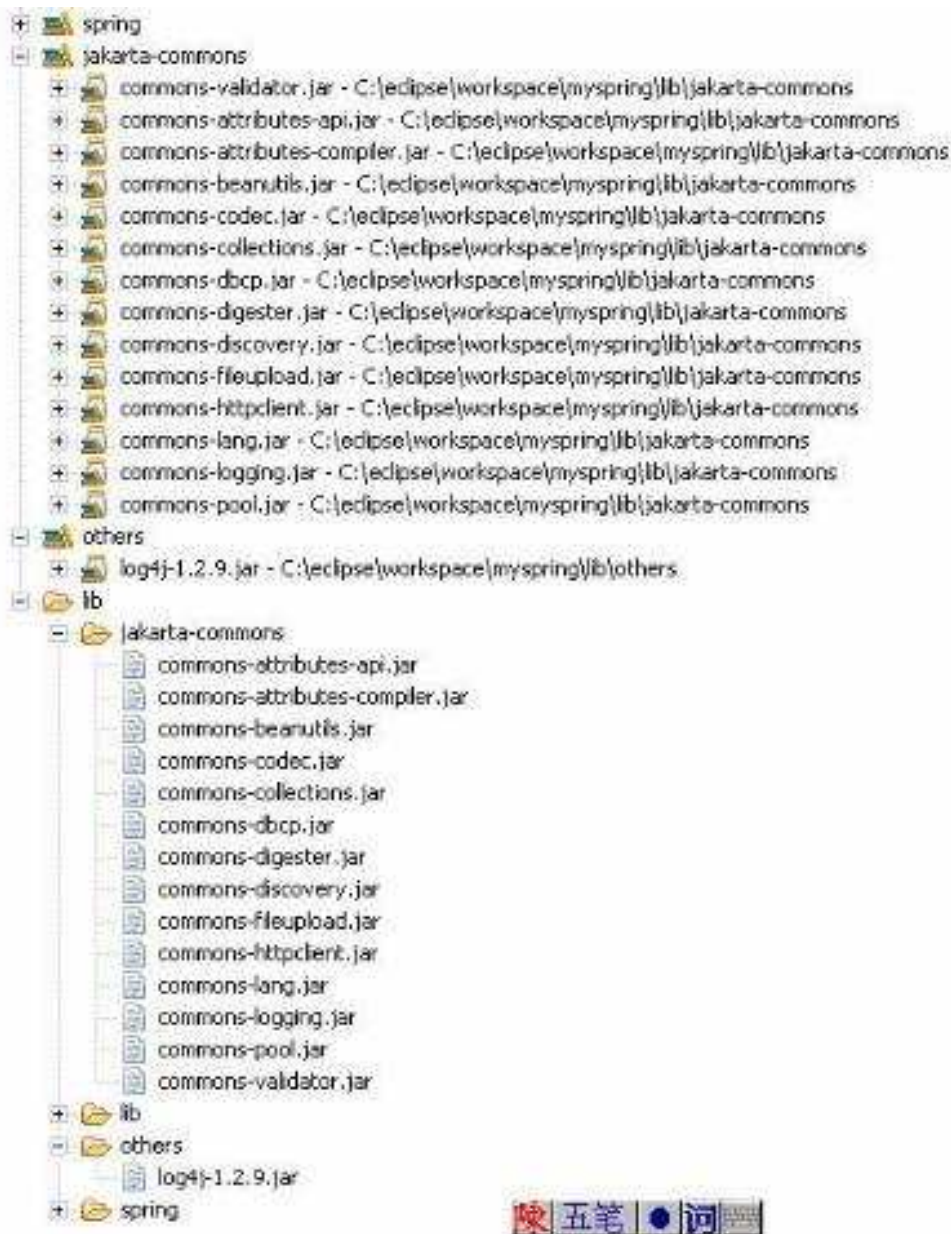 spring
jakarta-commons
commons-validator.jar - C:\eclipse\workspace\myspring\lib\jakarta-commons
commons-attributes-api.jar - C:\eclipse\workspace\myspring\lib\jakarta-commons
commons-attributes-compiler.jar - C:\eclipse\workspace\myspring\lib\jakarta-commons
commons-beanutils.jar - C:\eclipse\workspace\myspring\lib\jakarta-commons
commons-codec.jar - C:\eclipse\workspace\myspring\lib\jakarta-commons
commons-collections.jar - C:\eclipse\workspace\myspring\lib\jakarta-commons
commons-dbcp.jar - C:\eclipse\workspace\myspring\lib\jakarta-commons
commons-digester.jar - C:\eclipse\workspace\myspring\lib\jakarta-commons
commons-discovery.jar - C:\eclipse\workspace\myspring\lib\jakarta-commons
commons-fileupload.jar - C:\eclipse\workspace\myspring\lib\jakarta-commons
commons-httpclient.jar - C:\eclipse\workspace\myspring\lib\jakarta-commons
commons-lang.jar - C:\eclipse\workspace\myspring\lib\jakarta-commons
commons-logging.jar - C:\eclipse\workspace\myspring\lib\jakarta-commons
commons-pool.jar - C:\eclipse\workspace\myspring\lib\jakarta-commons
others
log4j-1.2.9.jar - C:\eclipse\workspace\myspring\lib\others
lib
jakarta-commons
commons-attributes-api.jar
commons-attributes-compiler.jar
commons-beanutils.jar
commons-codec.jar
commons-collections.jar
commons-dbcp.jar
commons-digester.jar
commons-discovery.jar
commons-fileupload.jar
commons-httpclient.jar
commons-lang.jar
commons-logging.jar
commons-pool.jar
commons-validator.jar
lib
others
log4j-1.2.9.jar
spring
五笔 词